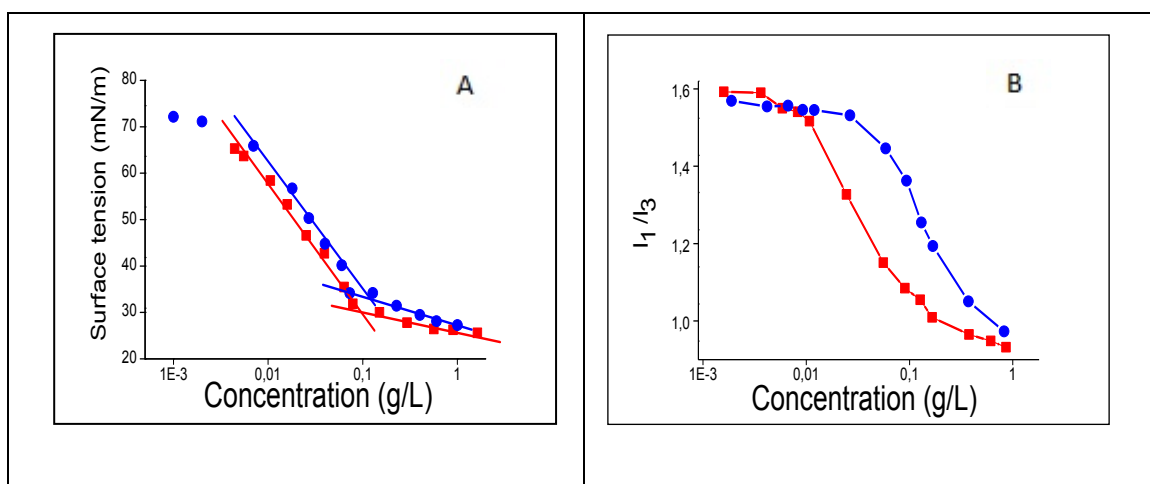 A
Surface tension (mN/m)
80
70
60
50
40
30
20
1E-3
0,01
0,1
1
Concentration (g/L)
B
I1/I3
1,6
1,4
1,2
1,0
1E-3
0,01
0,1
1
Concentration (g/L)